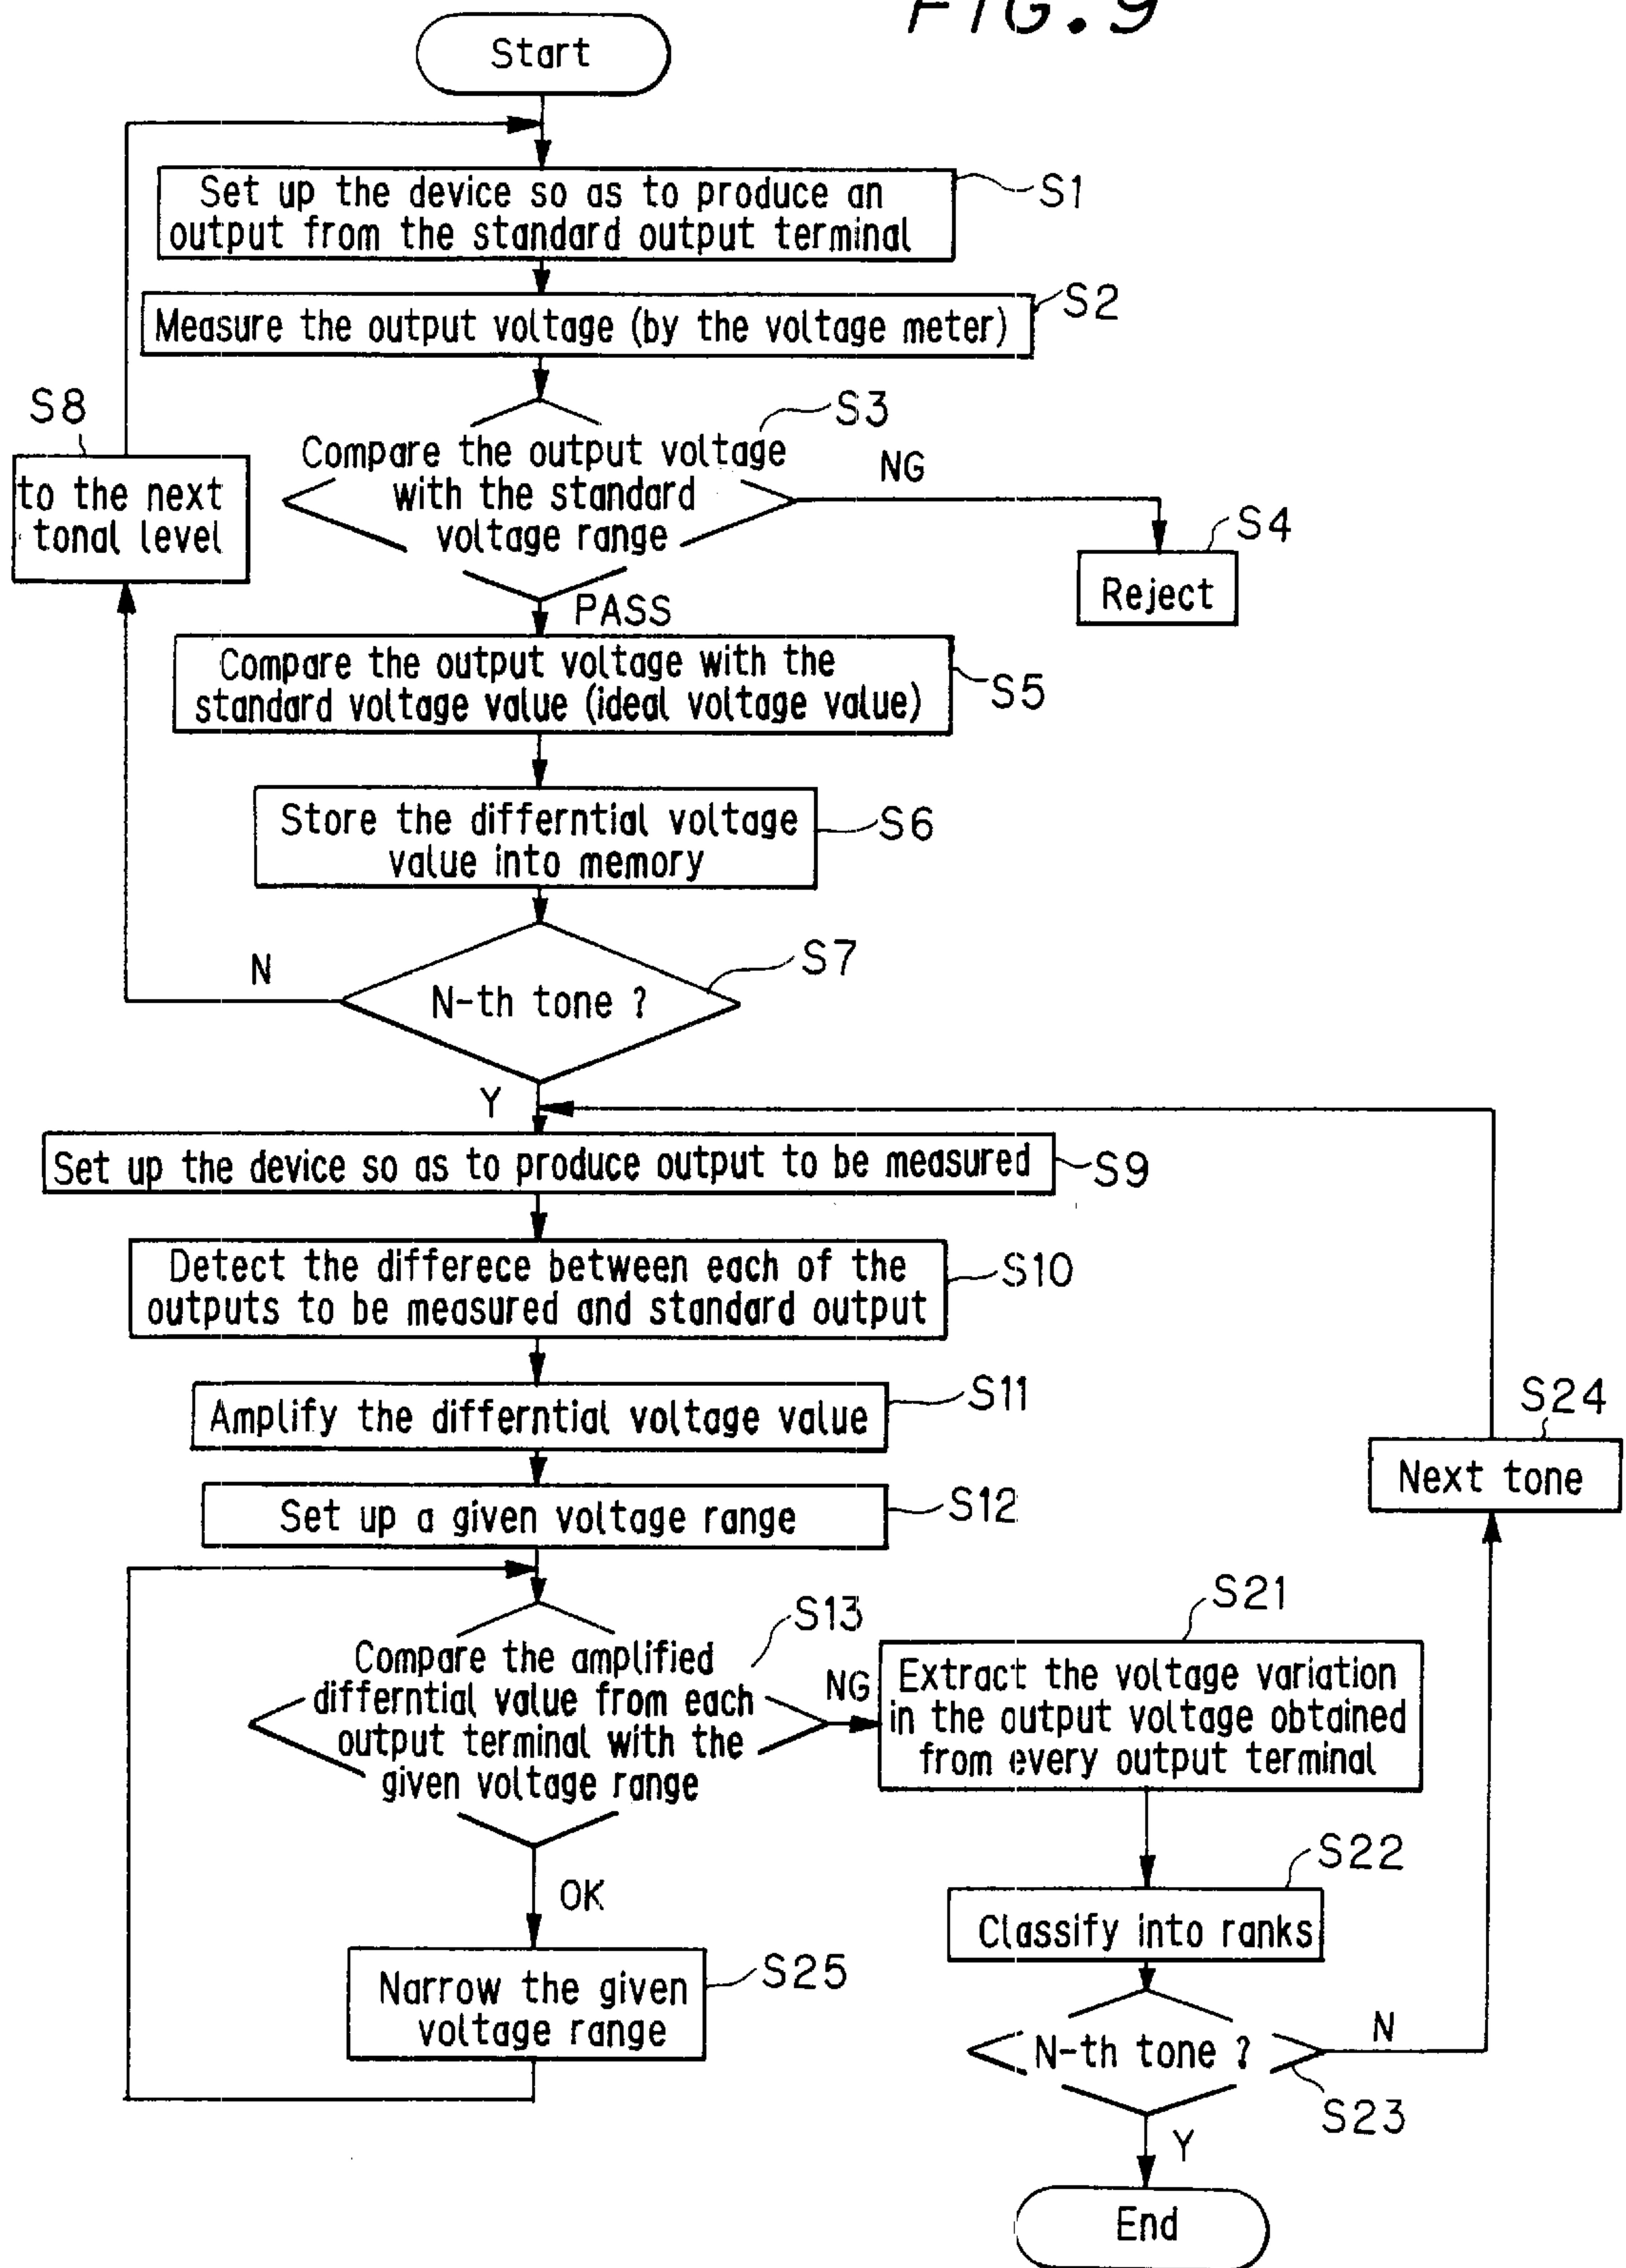 FIG. 9
Start
Set up the device so as to produce an
output from the standard output terminal
S1
Measure the output voltage (by the voltage meter)
S2
S8
to the next
tonal level
Compare the output voltage
with the standard
voltage range
S3
NG
S4
Reject
PASS
Compare the output voltage with the
standard voltage value (ideal voltage value)
S5
Store the differntial voltage
value into memory
S6
N-th tone ?
S7
N
Y
Set up the device so as to produce output to be measured
S9
Detect the differece between each of the
outputs to be measured and standard output
S10
Amplify the differntial voltage value
S11
Set up a given voltage range
S12
S24
Next tone
Compare the amplified
differntial value from each
output terminal with the
given voltage range
S13
NG
S21
Extract the voltage variation
in the output voltage obtained
from every output terminal
OK
S22
Classify into ranks
Narrow the given
voltage range
S25
N-th tone ?
N
S23
Y
End